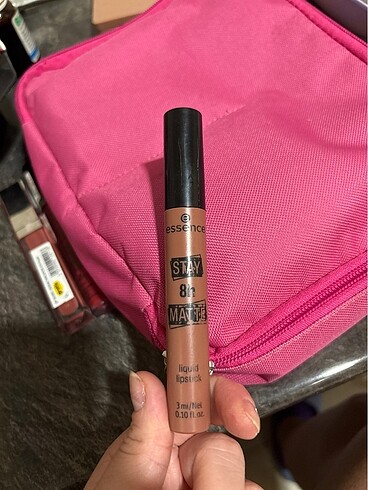 essence
STAY
8h
MATTE
liquid
lipstick
3 ml/Net
0.10 fl. oz.